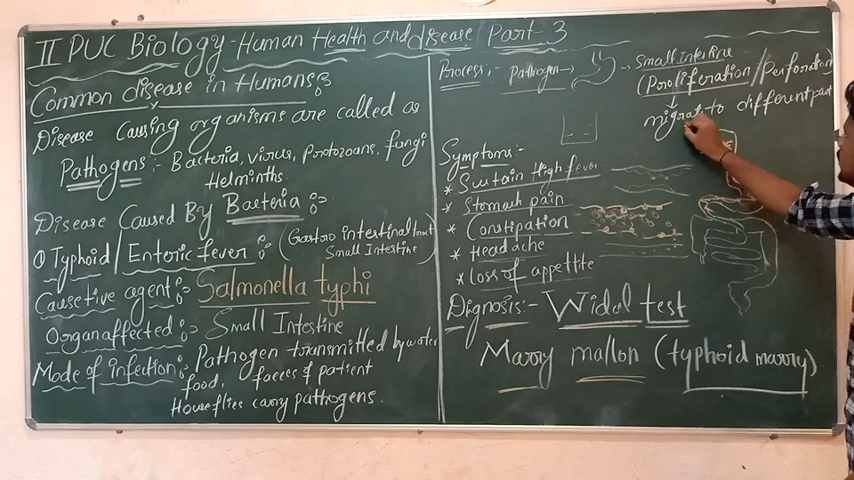 II PUC Biology - Human Health and disease Part - 3
Common disease in Humans :-
Disease causing organisms are called as
Pathogens :- Bacteria, virus, Protozoans, fungi
Helminths
Disease Caused By Bacteria :-
① Typhoid / Enteric fever :- (Gastro intestinal tract
Small Intestine)
Causetive agent :- Salmonella typhi
Organ affected :- Small Intestine
Mode of infection :- Pathogen transmitted by water
food, faeces of patient
Houseflies carry pathogens.
Process :- Pathogen → → Small Intestine
(Proliferation / Perforation)
↓
migrat to different part
Symptoms :-
* Sustain High fever
* Stomach pain
* Constipation
* Headache
* Loss of appetite
Dignosis :- Widal test
Marry mallon (typhoid marry)